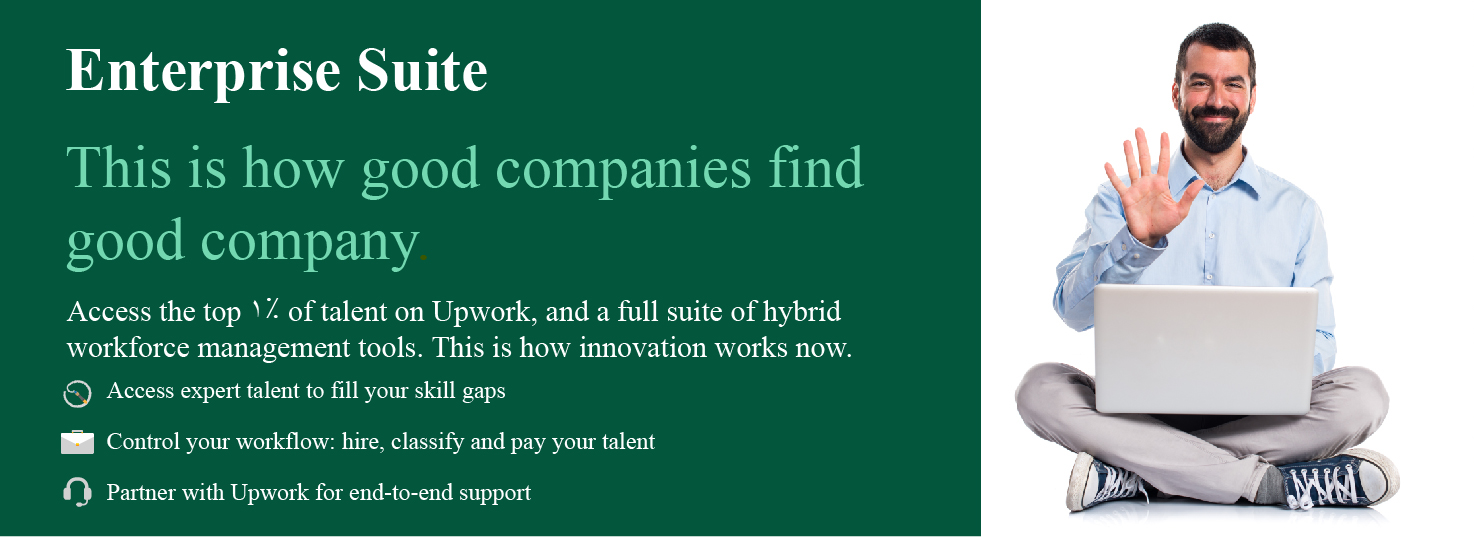 Enterprise Suite
This is how good companies find
good company.
Access the top ۱٪ of talent on Upwork, and a full suite of hybrid
workforce management tools. This is how innovation works now.
Access expert talent to fill your skill gaps
Control your workflow: hire, classify and pay your talent
Partner with Upwork for end-to-end support